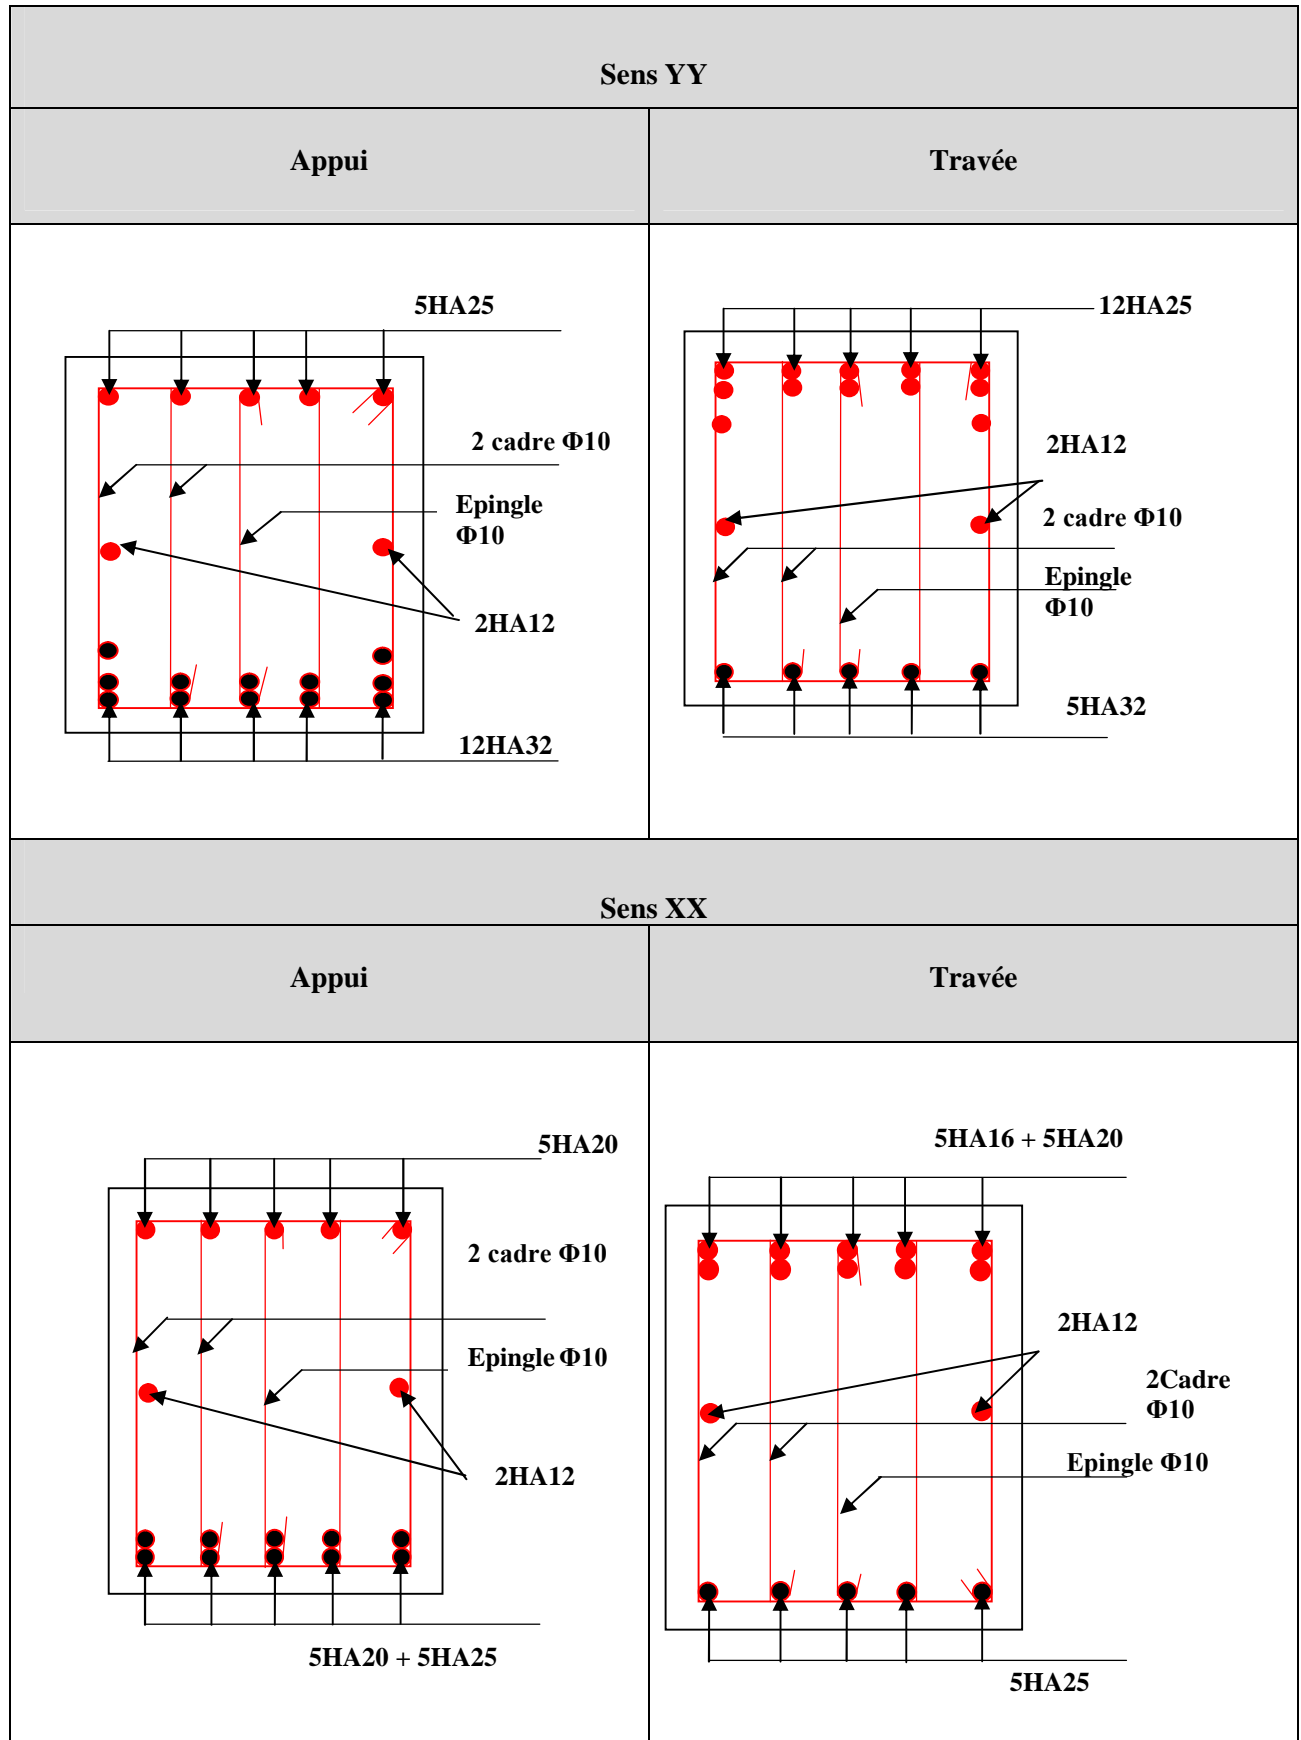 Sens YY
Appui
Travée
5HA25
2 cadre Φ10
Epingle
Φ10
2HA12
12HA32
12HA25
2HA12
2 cadre Φ10
Epingle
Φ10
5HA32
Sens XX
Appui
Travée
5HA20
2 cadre Φ10
Epingle Φ10
2HA12
5HA20 + 5HA25
5HA16 + 5HA20
2HA12
2Cadre
Φ10
Epingle Φ10
5HA25